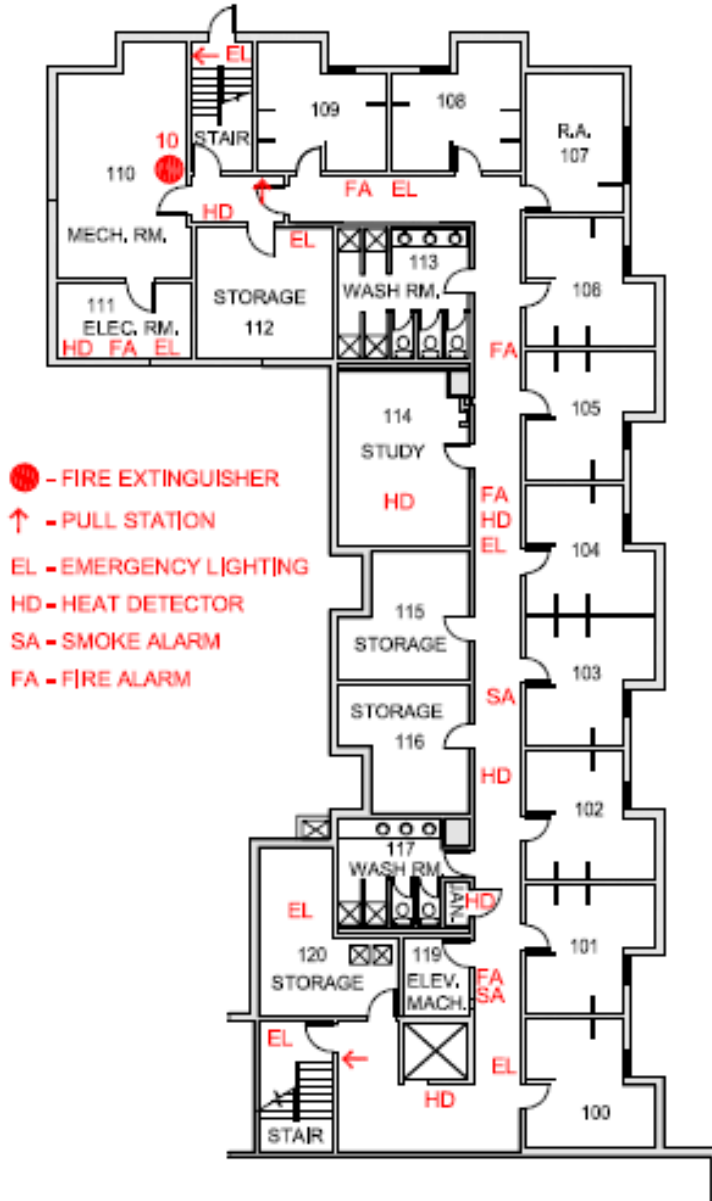 ← EL
109
108
R.A.
107
STAIR
10
110
FA EL
HD
MECH. RM.
EL
113
WASH RM.
STORAGE
112
106
111
ELEC. RM.
HD FA EL
FA
105
114
STUDY
HD
FA
HD
EL
- FIRE EXTINGUISHER
↑ - PULL STATION
EL - EMERGENCY LIGHTING
HD - HEAT DETECTOR
SA - SMOKE ALARM
FA - FIRE ALARM
104
115
STORAGE
103
SA
STORAGE
116
HD
102
117
WASH RM.
JAN.
HD
EL
101
120
STORAGE
119
ELEV.
MACH.
FA
SA
EL
←
EL
HD
100
STAIR